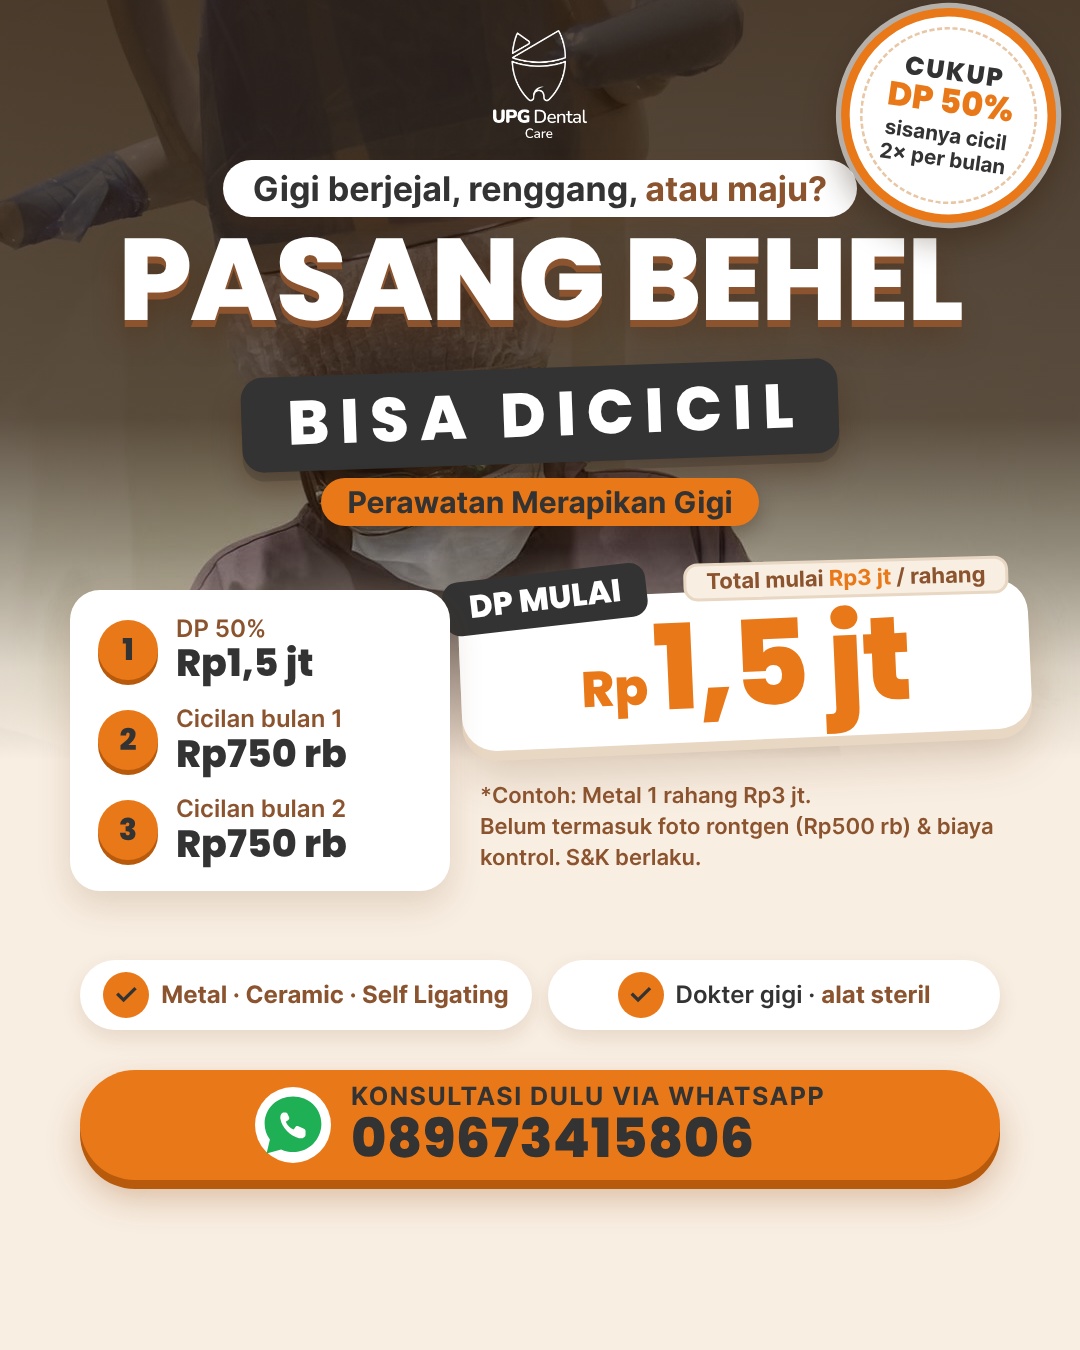 UPG Dental
Care
CUKUP
DP 50%
sisanya cicil
2× per bulan
Gigi berjejal, renggang, atau maju?
PASANG BEHEL
BISA DICICIL
Perawatan Merapikan Gigi
1
DP 50%
Rp1,5 jt
2
Cicilan bulan 1
Rp750 rb
3
Cicilan bulan 2
Rp750 rb
DP MULAI
Total mulai Rp3 jt / rahang
Rp 1,5 jt
*Contoh: Metal 1 rahang Rp3 jt.
Belum termasuk foto rontgen (Rp500 rb) & biaya
kontrol. S&K berlaku.
Metal · Ceramic · Self Ligating
Dokter gigi · alat steril
KONSULTASI DULU VIA WHATSAPP
089673415806